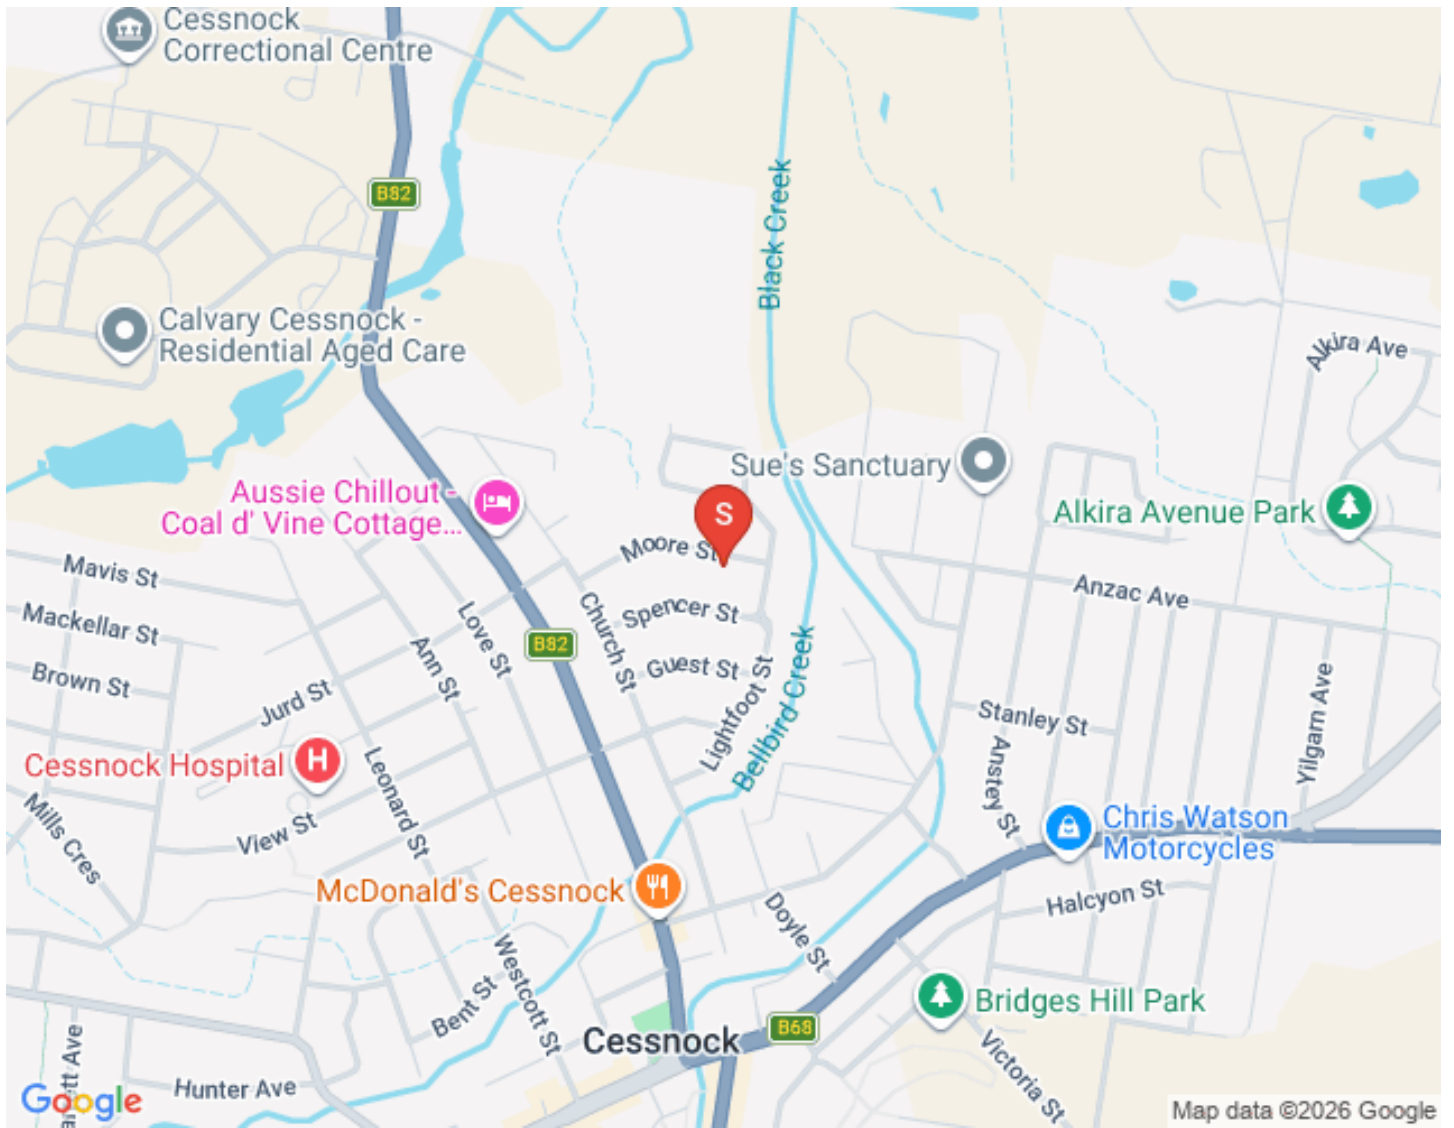 Cessnock
Correctional Centre
B82
Black Creek
Calvary Cessnock -
Residential Aged Care
Alkira Ave
Sue's Sanctuary
Aussie Chillout -
Coal d' Vine Cottage...
S
Alkira Avenue Park
Moore St
Mavis St
Anzac Ave
Mackellar St
Love St
Church St
Spencer St
B82
Ann St
Brown St
Guest St
Jurd St
Lightfoot St
Bellbird Creek
Yilgarn Ave
Stanley St
Cessnock Hospital
H
Leonard St
Anstey St
Mills Cres
View St
Chris Watson
Motorcycles
McDonald's Cessnock
Halcyon St
Doyle St
Westcott St
Bent St
Bridges Hill Park
B68
Cessnock
Victoria St
Hunter Ave
Google
Map data ©2026 Google